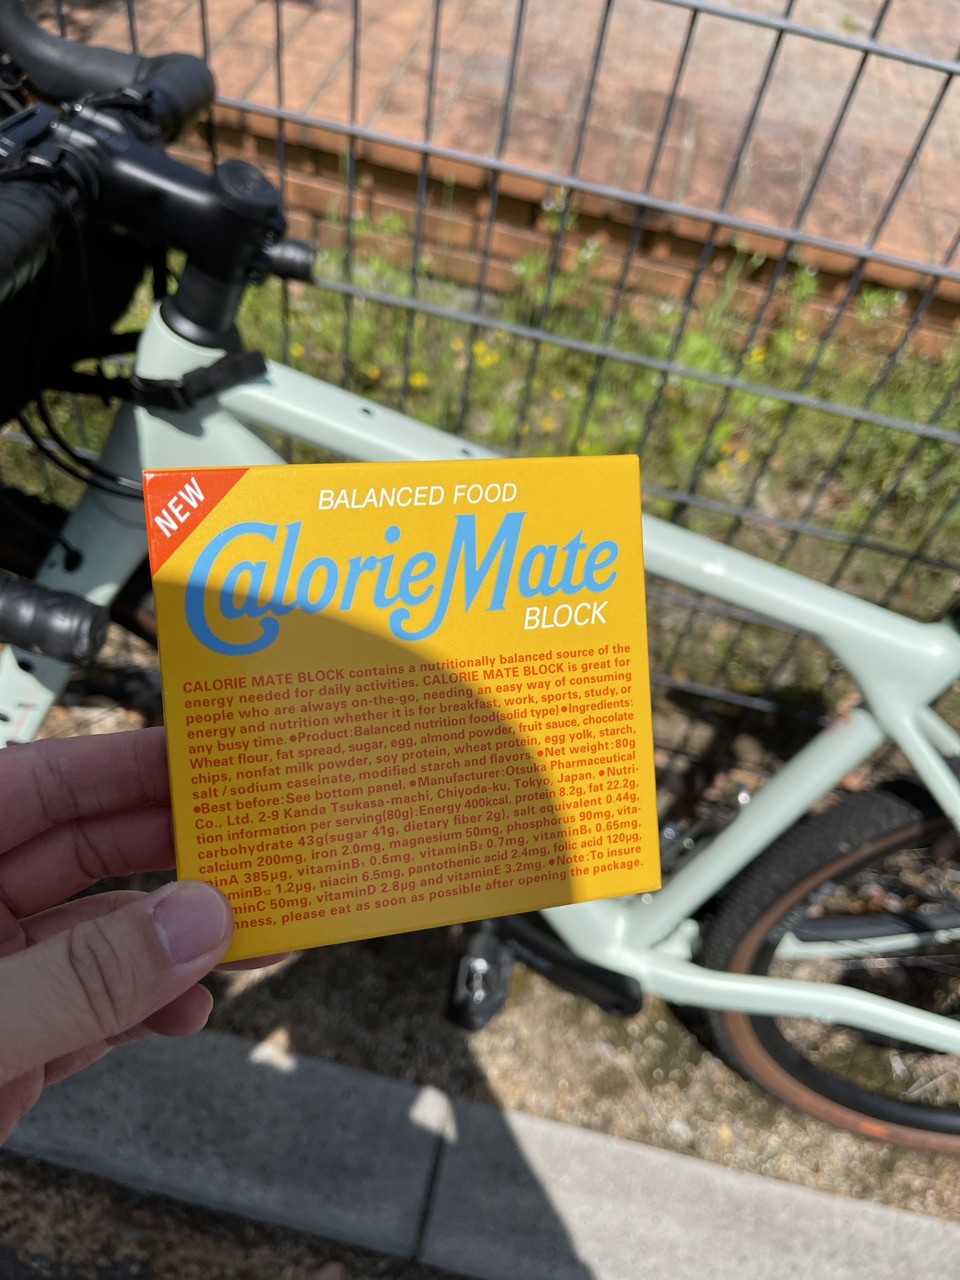 NEW
BALANCED FOOD
CalorieMate
BLOCK
CALORIE MATE BLOCK contains a nutritionally balanced source of the
energy needed for daily activities. CALORIE MATE BLOCK is great for
people who are always on-the-go, needing an easy way of consuming
energy and nutrition whether it is for breakfast, work, sports, study, or
any busy time. ●Product:Balanced nutrition food(solid type) ●Ingredients:
Wheat flour, fat spread, sugar, egg, almond powder, fruit sauce, chocolate
chips, nonfat milk powder, soy protein, wheat protein, egg yolk, starch,
salt / sodium caseinate, modified starch and flavors. ●Net weight:80g
●Best before:See bottom panel. ●Manufacturer:Otsuka Pharmaceutical
Co., Ltd. 2-9 Kanda Tsukasa-machi, Chiyoda-ku, Tokyo, Japan. ●Nutri-
tion information per serving(80g):Energy 400kcal, protein 8.2g, fat 22.2g,
carbohydrate 43g(sugar 41g, dietary fiber 2g), salt equivalent 0.44g,
calcium 200mg, iron 2.0mg, magnesium 50mg, phosphorus 90mg, vita-
minA 385μg, vitaminB₁ 0.6mg, vitaminB₂ 0.7mg, vitaminB₆ 0.65mg,
minB₁₂ 1.2μg, niacin 6.5mg, pantothenic acid 2.4mg, folic acid 120μg,
minC 50mg, vitaminD 2.8μg and vitaminE 3.2mg. ●Note:To insure
hness, please eat as soon as possible after opening the package.